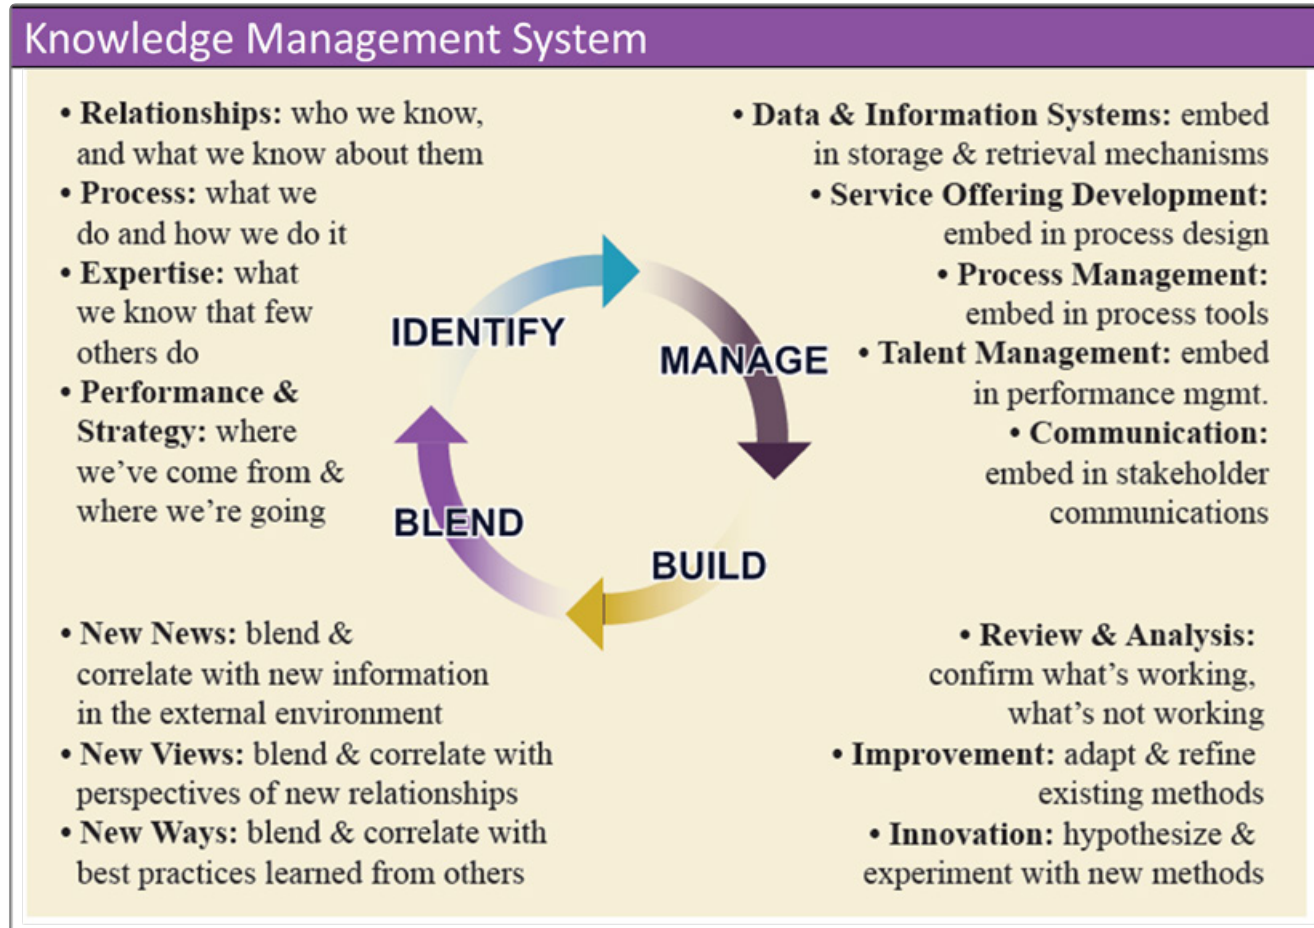 Knowledge Management System
• Relationships: who we know,
and what we know about them
• Process: what we
do and how we do it
• Expertise: what
we know that few
others do
• Performance &
Strategy: where
we've come from &
where we're going
• Data & Information Systems: embed
in storage & retrieval mechanisms
• Service Offering Development:
embed in process design
• Process Management:
embed in process tools
• Talent Management: embed
in performance mgmt.
• Communication:
embed in stakeholder
communications
IDENTIFY
MANAGE
BLEND
BUILD
• New News: blend &
correlate with new information
in the external environment
• New Views: blend & correlate with
perspectives of new relationships
• New Ways: blend & correlate with
best practices learned from others
• Review & Analysis:
confirm what's working,
what's not working
• Improvement: adapt & refine
existing methods
• Innovation: hypothesize &
experiment with new methods